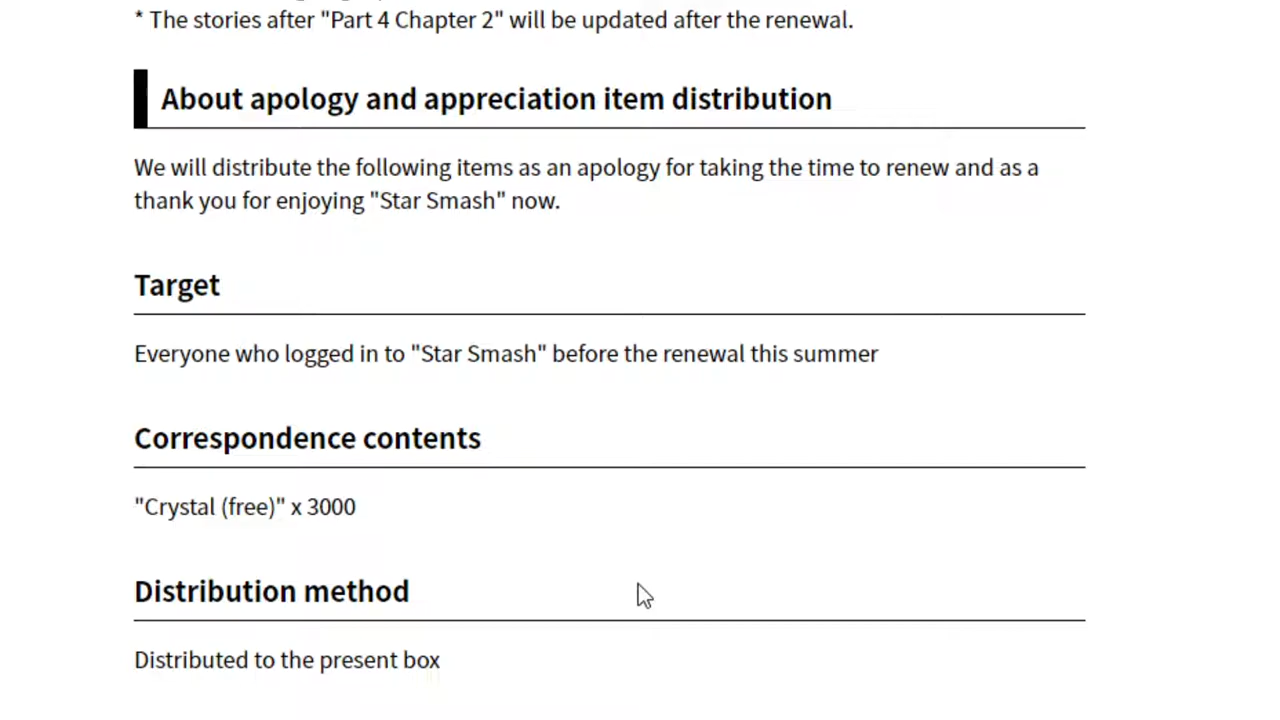 * The stories after "Part 4 Chapter 2" will be updated after the renewal.
About apology and appreciation item distribution
We will distribute the following items as an apology for taking the time to renew and as a
thank you for enjoying "Star Smash" now.
Target
Everyone who logged in to "Star Smash" before the renewal this summer
Correspondence contents
"Crystal (free)" x 3000
Distribution method
Distributed to the present box